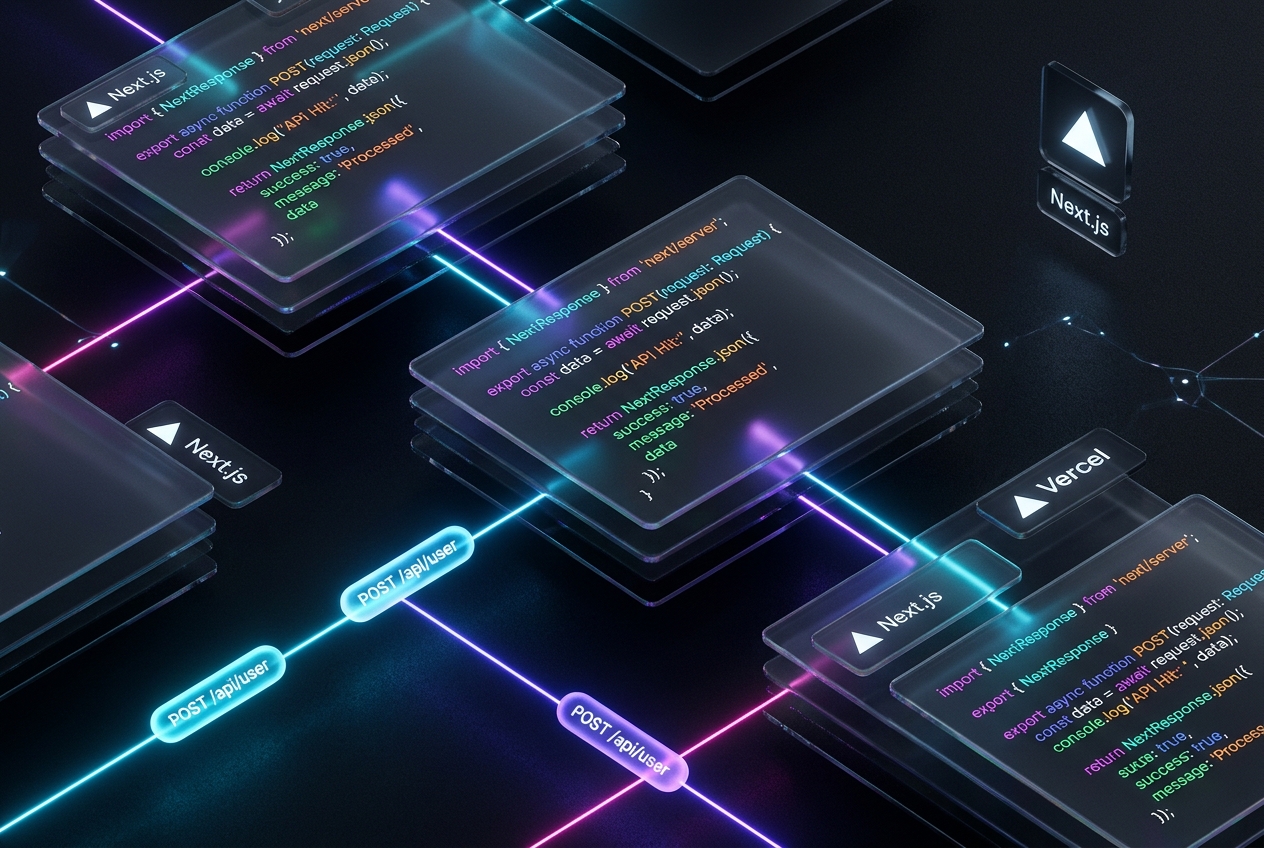 Next.js
import { NextResponse } from 'next/server
export async function POST(request: Request) {
const data = await request.json();
console.log("API Hit:" , data);
return NextResponse.json({
success: true,
message: 'Processed' ,
data
});
Next.js
import { NextResponse } from 'next/server' ;
export async function POST(request: Request) {
const data = await request.json();
console.log("API Hit:" , data);
return NextResponse.json({
success: true,
message: 'Processed' ,
data
});
}
Next.js
Vercel
Next.js
POST /api/user
POST /api/user
POST /api/user
import { NextResponse } from 'next/server' ;
export { NextResponse }
export async function POST(request: Reque
const data = await request.json();
console.log('API Hit: " , data);
return NextResponse.json({
success: true,
message: 'Process
});